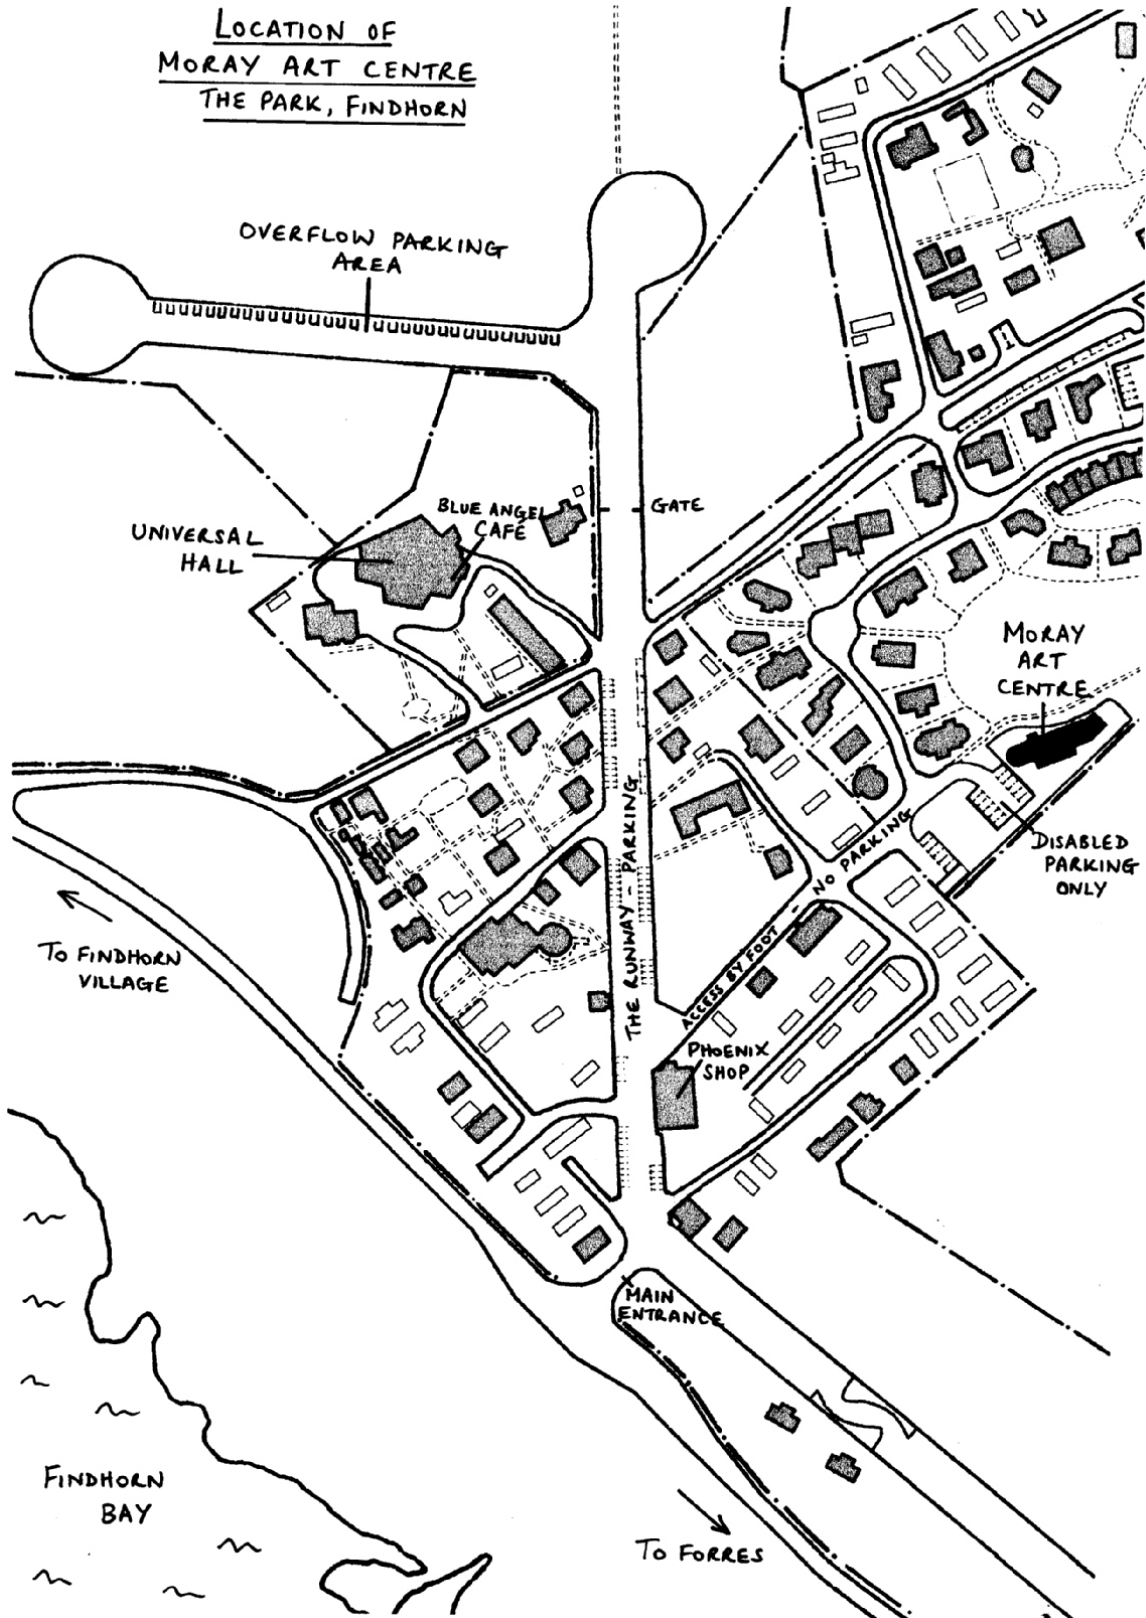 LOCATION OF
MORAY ART CENTRE
THE PARK, FINDHORN
OVERFLOW PARKING
AREA
UNIVERSAL
HALL
BLUE ANGEL
CAFÉ
GATE
MORAY
ART
CENTRE
THE RUNWAY - PARKING
NO PARKING
DISABLED
PARKING
ONLY
ACCESS BY FOOT
PHOENIX
SHOP
TO FINDHORN
VILLAGE
MAIN
ENTRANCE
FINDHORN
BAY
TO FORRES